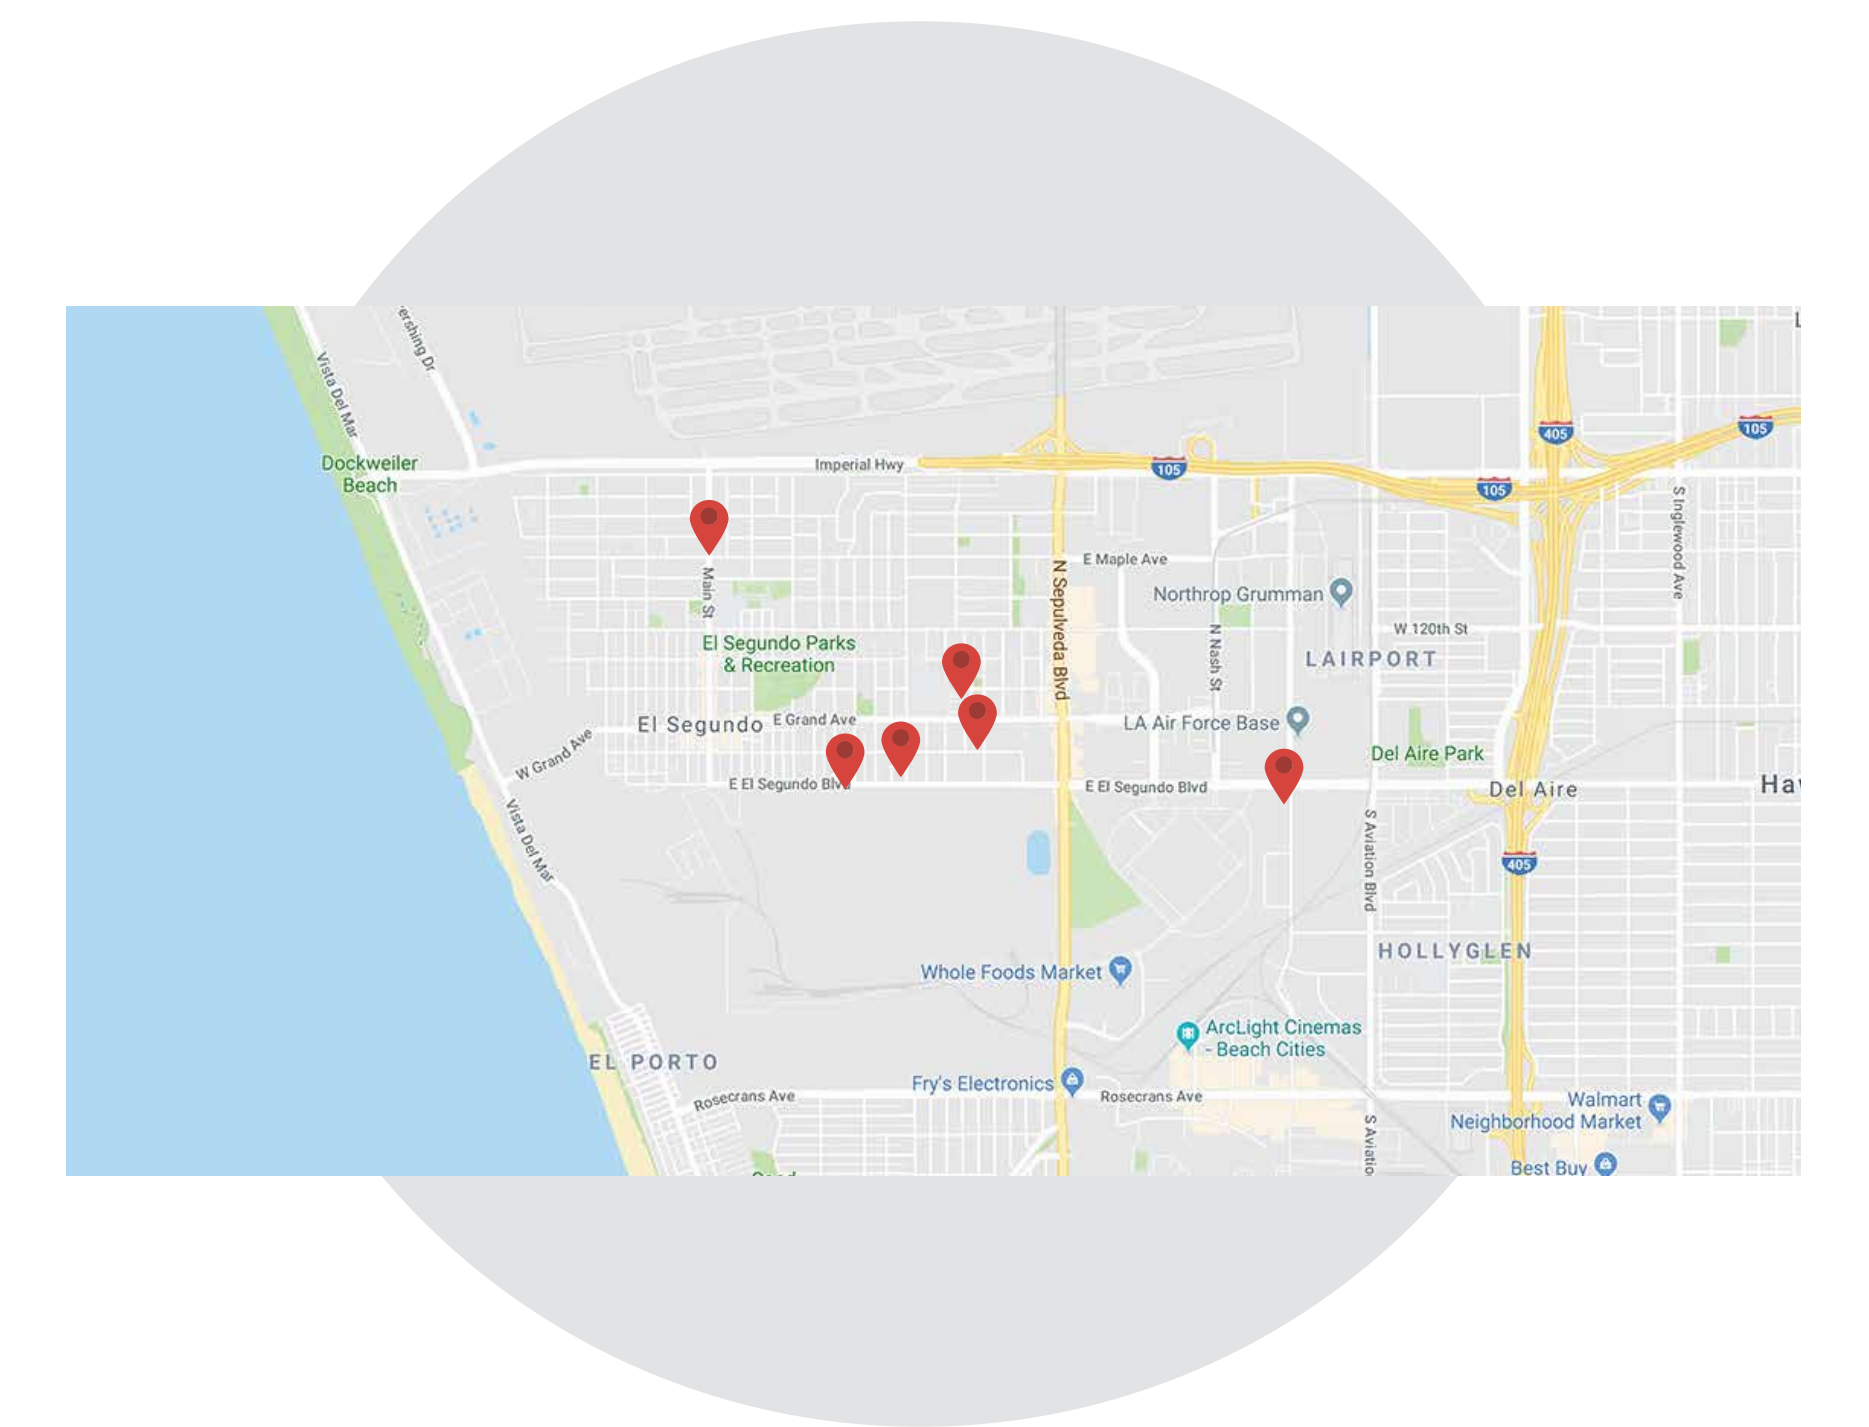 ershing Dr
Vista Del Mar
Dockweiler
Beach
Imperial Hwy
105
405
105
105
S Inglewood Ave
E Maple Ave
Main St
N Sepulveda Blvd
Northrop Grumman
N Nash St
W 120th St
LAIRPORT
El Segundo Parks
& Recreation
El Segundo
E Grand Ave
LA Air Force Base
W Grand Ave
Del Aire Park
E El Segundo Blvd
E El Segundo Blvd
Del Aire
Ha
Vista Del Mar
S Aviation Blvd
405
HOLLYGLEN
Whole Foods Market
ArcLight Cinemas
- Beach Cities
EL PORTO
Fry's Electronics
Rosecrans Ave
Rosecrans Ave
Walmart
Neighborhood Market
S Aviatio
Best Buy